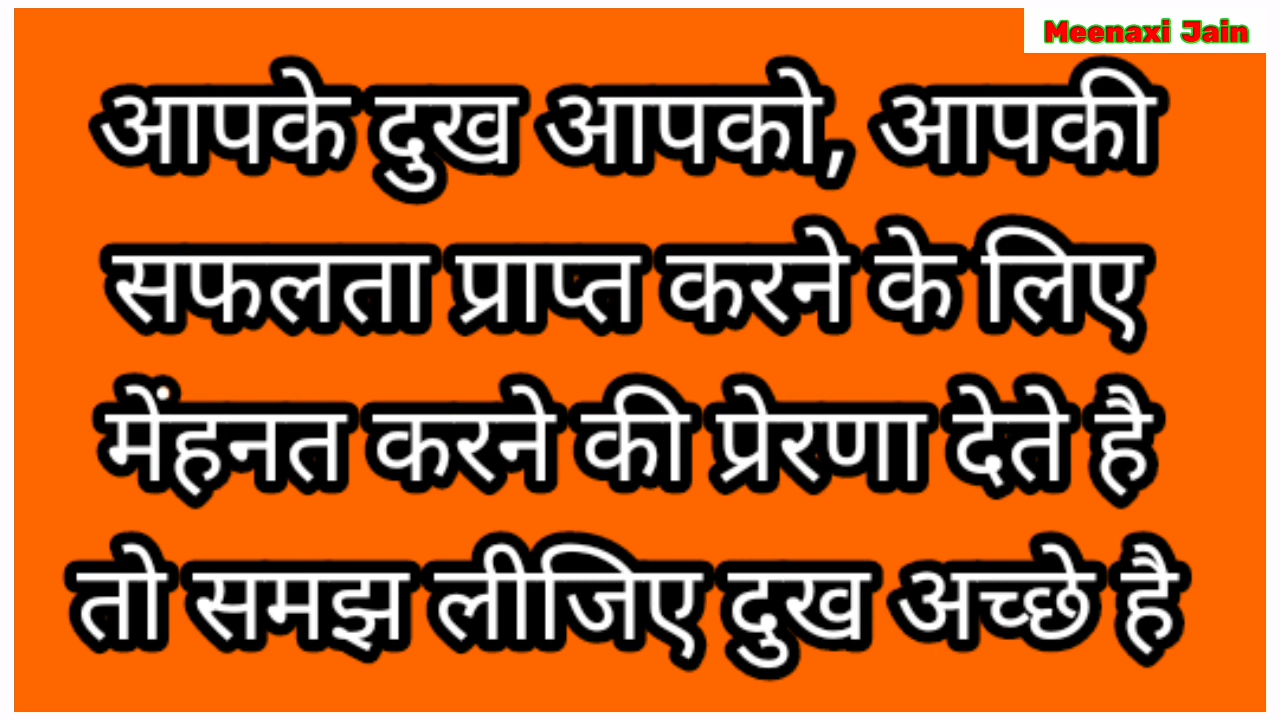 Meenaxi Jain
आपके दुख आपको, आपकी
सफलता प्राप्त करने के लिए
मेंहनत करने की प्रेरणा देते है
तो समझ लीजिए दुख अच्छे है